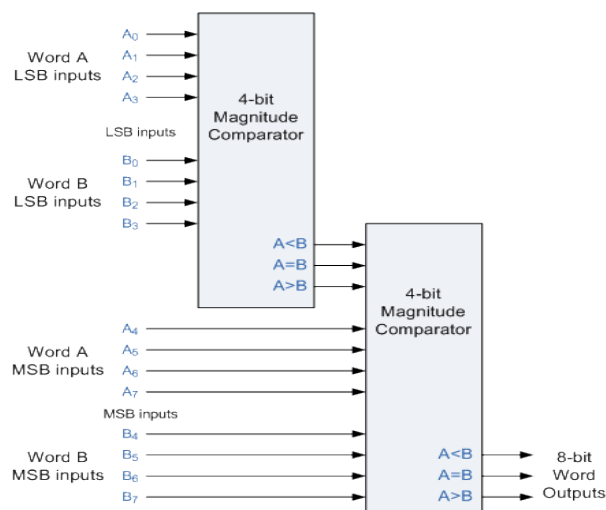 Word A
LSB inputs
A₀
A₁
A₂
A₃
LSB inputs
Word B
LSB inputs
B₀
B₁
B₂
B₃
4-bit
Magnitude
Comparator
A<B
A=B
A>B
Word A
MSB inputs
A₄
A₅
A₆
A₇
MSB inputs
Word B
MSB inputs
B₄
B₅
B₆
B₇
4-bit
Magnitude
Comparator
A<B
A=B
A>B
8-bit
Word
Outputs